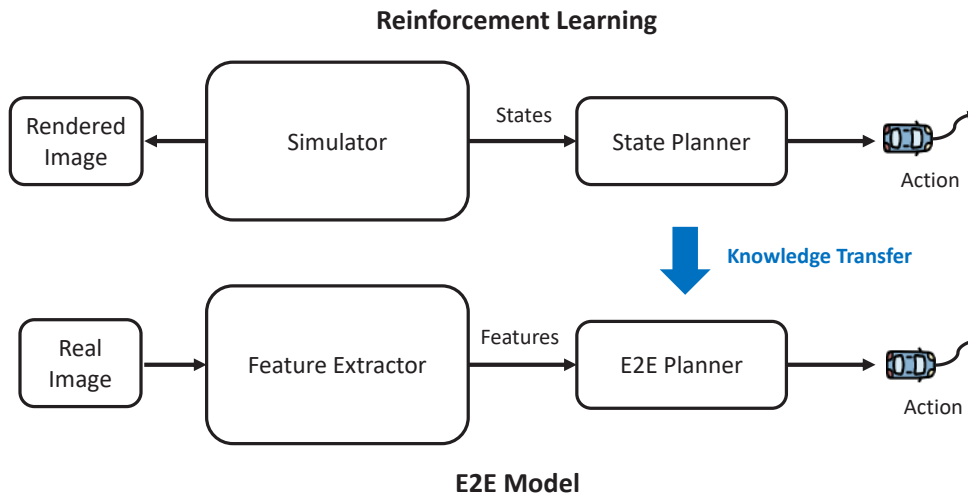 Reinforcement Learning
Rendered
Image
Simulator
States
State Planner
Action
Knowledge Transfer
Real
Image
Feature Extractor
Features
E2E Planner
Action
E2E Model